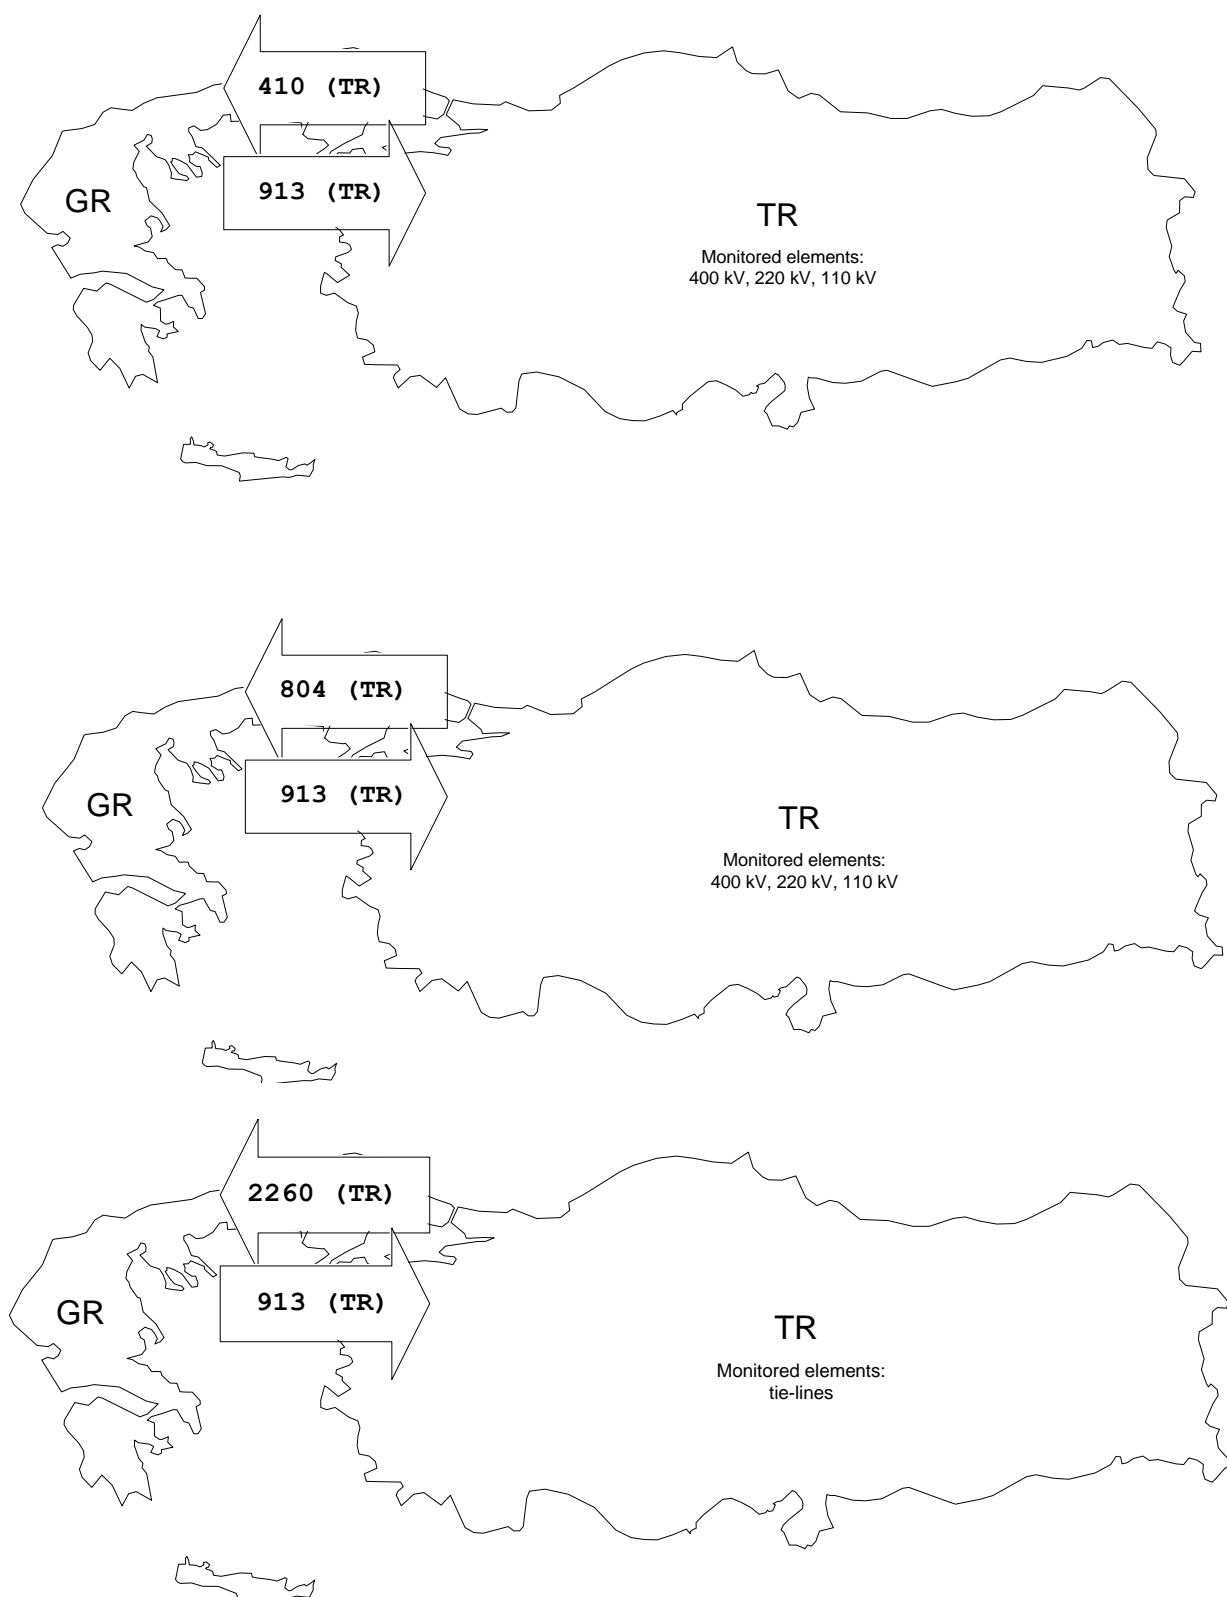 410 (TR)
913 (TR)
GR
TR
Monitored elements:
400 kV, 220 kV, 110 kV
804 (TR)
913 (TR)
GR
TR
Monitored elements:
400 kV, 220 kV, 110 kV
2260 (TR)
913 (TR)
GR
TR
Monitored elements:
tie-lines